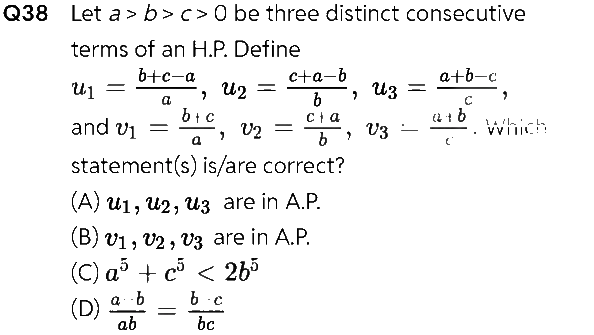 Q38 Let a > b > c > 0 be three distinct consecutive
terms of an H.P. Define
u₁ = (b+c−a)/a, u₂ = (c+a−b)/b, u₃ = (a+b−c)/c,
and v₁ = (b+c)/a, v₂ = (c+a)/b, v₃ = (a+b)/c. Which
statement(s) is/are correct?
(A) u₁, u₂, u₃ are in A.P.
(B) v₁, v₂, v₃ are in A.P.
(C) a⁵ + c⁵ < 2b⁵
(D) (a−b)/ab = (b−c)/bc